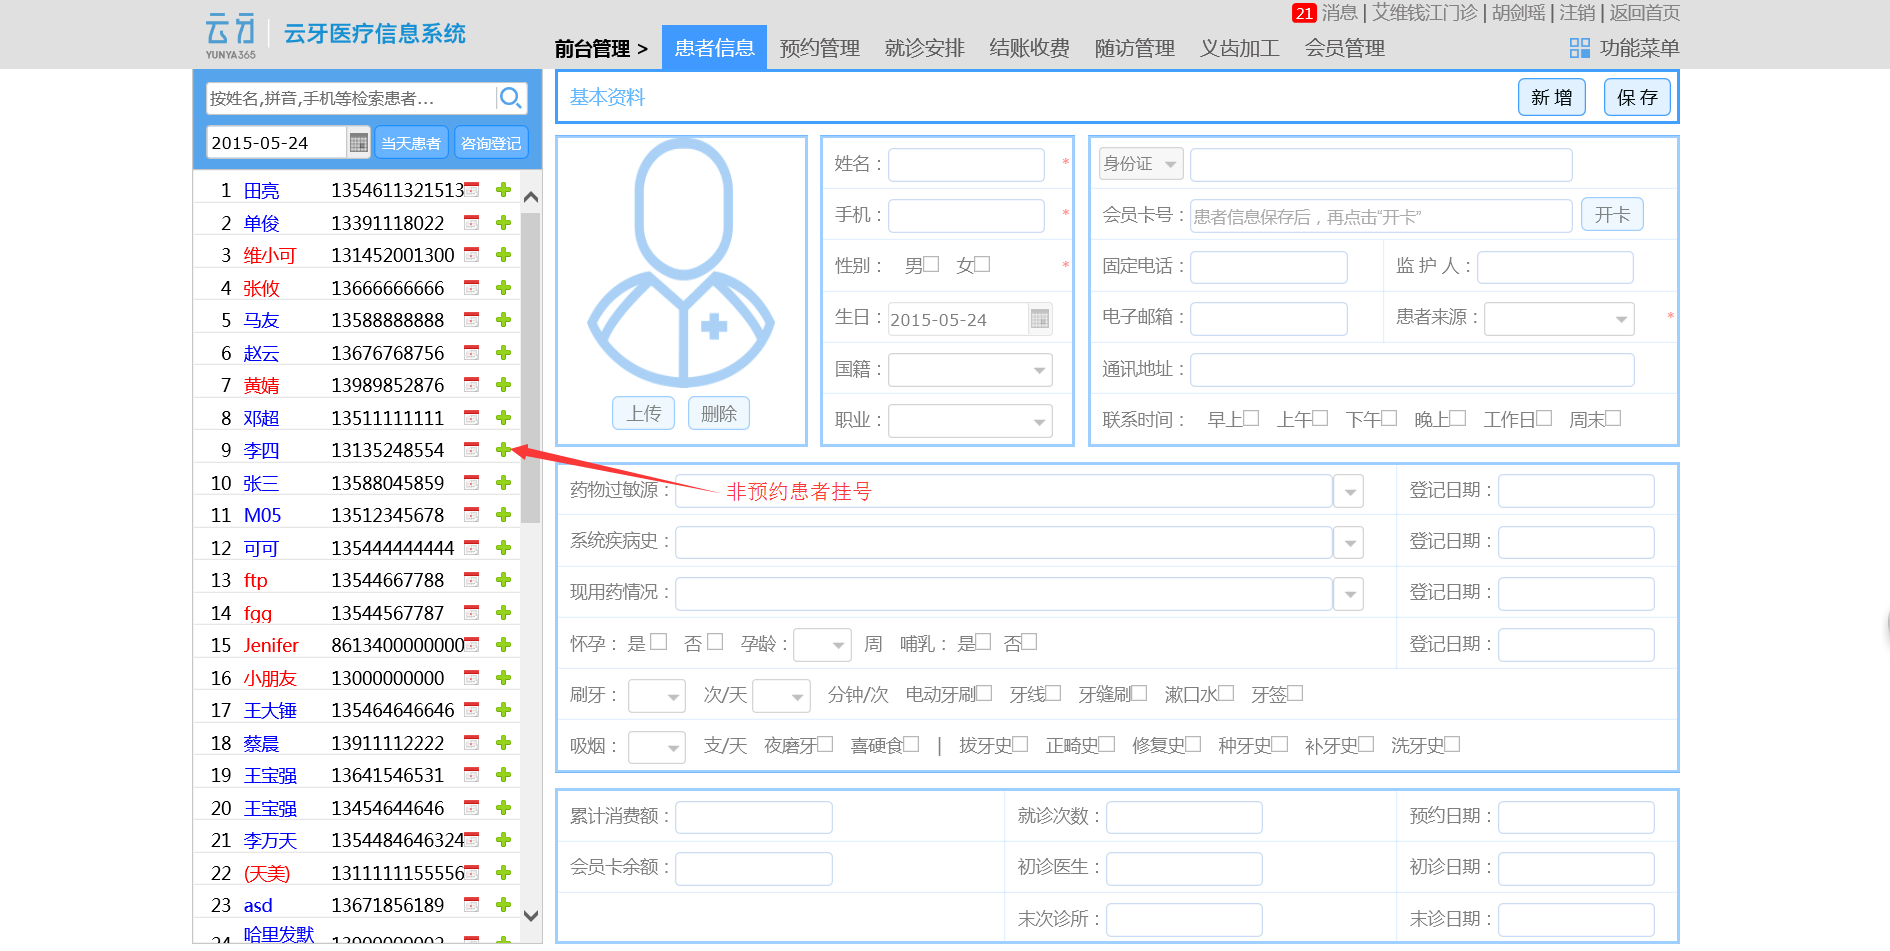 云牙
YUNYA365
云牙医疗信息系统
21 消息 | 艾维钱江门诊 | 胡剑瑶 | 注销 | 返回首页
前台管理 > 患者信息 预约管理 就诊安排 结账收费 随访管理 义齿加工 会员管理 功能菜单
按姓名,拼音,手机等检索患者...
2015-05-24 当天患者 咨询登记
1 田亮 1354611321513
2 单俊 13391118022
3 维小可 131452001300
4 张攸 13666666666
5 马友 13588888888
6 赵云 13676768756
7 黄婧 13989852876
8 邓超 13511111111
9 李四 13135248554
10 张三 13588045859
11 M05 13512345678
12 可可 135444444444
13 ftp 13544667788
14 fgg 13544567787
15 Jenifer 8613400000000
16 小朋友 13000000000
17 王大锤 135464646646
18 蔡晨 13911112222
19 王宝强 13641546531
20 王宝强 13454644646
21 李万天 1354484646324
22 (天美) 1311111155556
23 asd 13671856189
24 哈里发默 13900000002
基本资料 新 增 保 存
上传 删除
姓名： *
手机： *
性别： 男 女 *
生日：2015-05-24
国籍：
职业：
身份证
会员卡号：患者信息保存后，再点击“开卡” 开卡
固定电话： 监 护 人：
电子邮箱： 患者来源： *
通讯地址：
联系时间： 早上 上午 下午 晚上 工作日 周末
药物过敏源： 非预约患者挂号 登记日期：
系统疾病史： 登记日期：
现用药情况： 登记日期：
怀孕： 是 否 孕龄： 周 哺乳： 是 否 登记日期：
刷牙： 次/天 分钟/次 电动牙刷 牙线 牙缝刷 漱口水 牙签
吸烟： 支/天 夜磨牙 喜硬食 | 拔牙史 正畸史 修复史 种牙史 补牙史 洗牙史
累计消费额： 就诊次数： 预约日期：
会员卡余额： 初诊医生： 初诊日期：
末次诊所： 末诊日期：